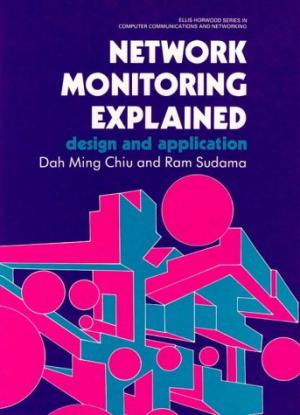 ELLIS HORWOOD SERIES IN
COMPUTER COMMUNICATIONS AND NETWORKING
NETWORK
MONITORING
EXPLAINED
design and application
Dah Ming Chiu and Ram Sudama